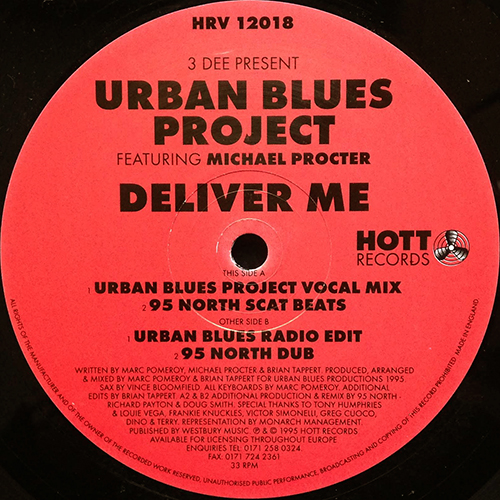 HRV 12018
3 DEE PRESENT
URBAN BLUES
PROJECT
FEATURING MICHAEL PROCTER
DELIVER ME
HOTT
RECORDS
THIS SIDE A
1 URBAN BLUES PROJECT VOCAL MIX
2 95 NORTH SCAT BEATS
OTHER SIDE B
1 URBAN BLUES RADIO EDIT
2 95 NORTH DUB
WRITTEN BY MARC POMEROY, MICHAEL PROCTER & BRIAN TAPPERT. PRODUCED, ARRANGED
& MIXED BY MARC POMEROY & BRIAN TAPPERT FOR URBAN BLUES PRODUCTIONS 1995.
SAX BY VINCE BLOOMFIELD. ALL KEYBOARDS BY MARC POMEROY. ADDITIONAL
EDITS BY BRIAN TAPPERT. A2 & B2 ADDITIONAL PRODUCTION & REMIX BY 95 NORTH -
RICHARD PAYTON & DOUG SMITH. SPECIAL THANKS TO TONY HUMPHRIES
& LOUIE VEGA, FRANKIE KNUCKLES, VICTOR SIMONELLI, GREG CUOCO,
DINO & TERRY. REPRESENTATION BY MONARCH MANAGEMENT.
PUBLISHED BY WESTBURY MUSIC. ℗ & © 1995 HOTT RECORDS.
AVAILABLE FOR LICENSING THROUGHOUT EUROPE
ENQUIRIES TEL: 0171 258 0324.
FAX: 0171 724 2361
33 RPM
ALL RIGHTS OF THE MANUFACTURER AND OF THE OWNER OF THE RECORDED WORK RESERVED, UNAUTHORISED PUBLIC PERFORMANCE, BROADCASTING AND COPYING OF THIS RECORD PROHIBITED. MADE IN ENGLAND.